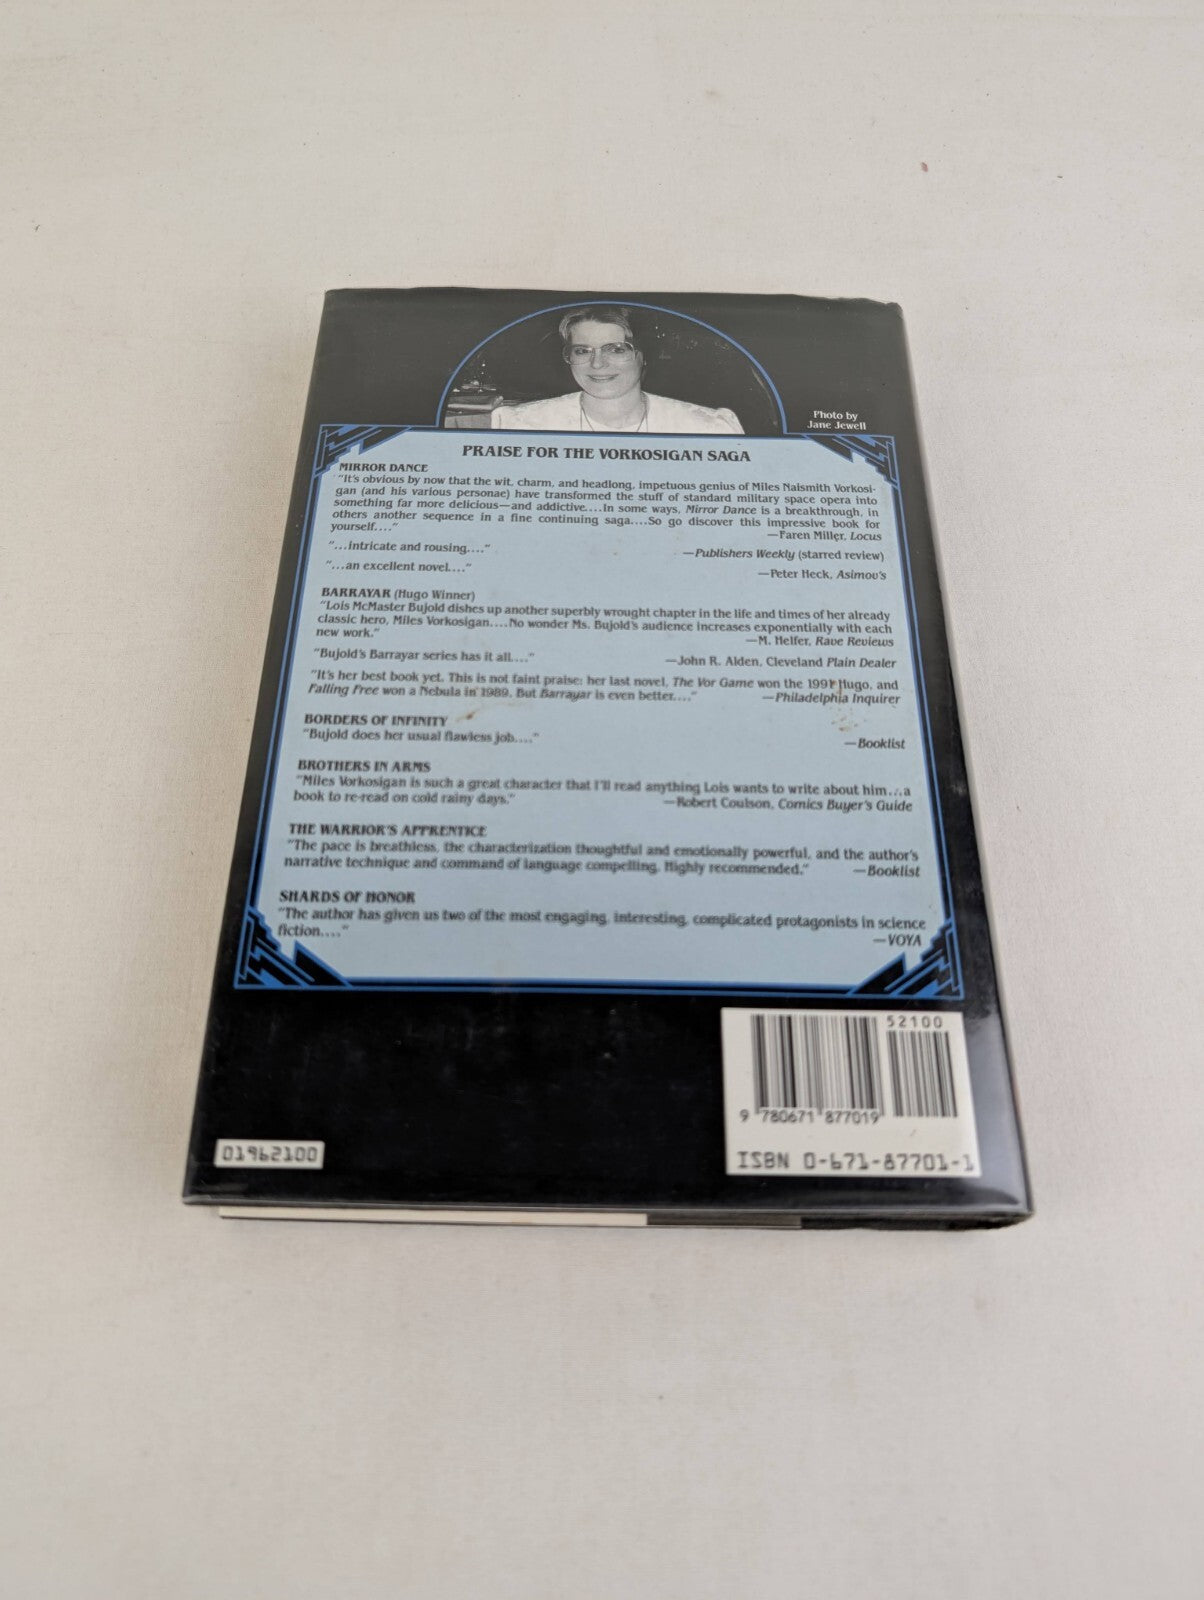 Photo by
Jane Jewell
PRAISE FOR THE VORKOSIGAN SAGA
MIRROR DANCE
"It's obvious by now that the wit, charm, and headlong, impetuous genius of Miles Naismith Vorkosi-
gan (and his various personae) have transformed the stuff of standard military space opera into
something far more delicious—and addictive....In some ways, Mirror Dance is a breakthrough, in
others another sequence in a fine continuing saga....So go discover this impressive book for
yourself...."
—Faren Miller, Locus
"...intricate and rousing...."
—Publishers Weekly (starred review)
"...an excellent novel...."
—Peter Heck, Asimov's
BARRAYAR (Hugo Winner)
"Lois McMaster Bujold dishes up another superbly wrought chapter in the life and times of her already
classic hero, Miles Vorkosigan....No wonder Ms. Bujold's audience increases exponentially with each
new work."
—M. Helfer, Rave Reviews
"Bujold's Barrayar series has it all...."
—John R. Alden, Cleveland Plain Dealer
"It's her best book yet. This is not faint praise: her last novel, The Vor Game won the 1991 Hugo, and
Falling Free won a Nebula in 1989. But Barrayar is even better...."
—Philadelphia Inquirer
BORDERS OF INFINITY
"Bujold does her usual flawless job...."
—Booklist
BROTHERS IN ARMS
"Miles Vorkosigan is such a great character that I'll read anything Lois wants to write about him...a
book to re-read on cold rainy days."
—Robert Coulson, Comics Buyer's Guide
THE WARRIOR'S APPRENTICE
"The pace is breathless, the characterization thoughtful and emotionally powerful, and the author's
narrative technique and command of language compelling. Highly recommended."
—Booklist
SHARDS OF HONOR
"The author has given us two of the most engaging, interesting, complicated protagonists in science
fiction...."
—VOYA
52100
9 780671 877019
ISBN 0-671-87701-1
01962100